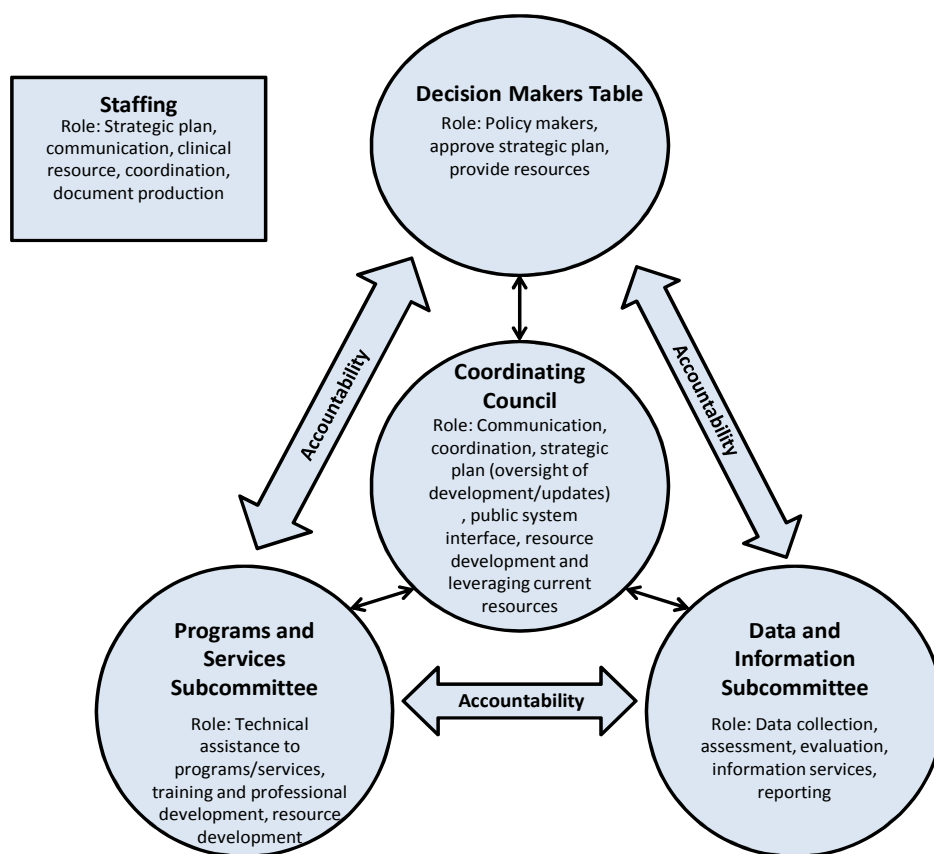 Staffing
Role: Strategic plan,
communication, clinical
resource, coordination,
document production
Decision Makers Table
Role: Policy makers,
approve strategic plan,
provide resources
Accountability
Accountability
Coordinating
Council
Role: Communication,
coordination, strategic
plan (oversight of
development/updates)
, public system
interface, resource
development and
leveraging current
resources
Programs and
Services
Subcommittee
Role: Technical
assistance to
programs/services,
training and professional
development, resource
development
Accountability
Data and
Information
Subcommittee
Role: Data collection,
assessment, evaluation,
information services,
reporting